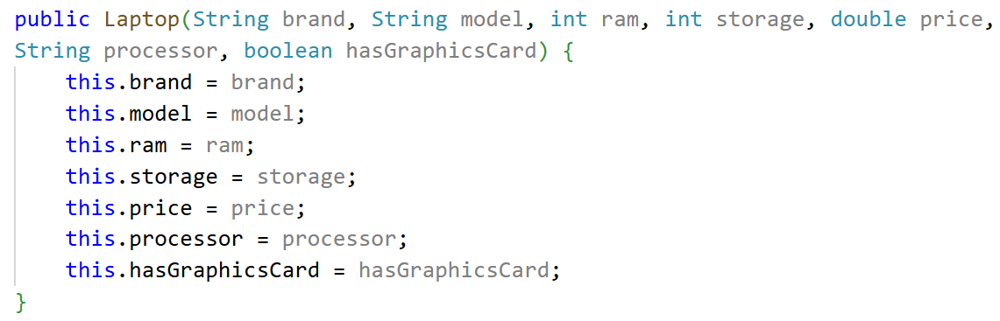 public Laptop(String brand, String model, int ram, int storage, double price,
String processor, boolean hasGraphicsCard) {
    this.brand = brand;
    this.model = model;
    this.ram = ram;
    this.storage = storage;
    this.price = price;
    this.processor = processor;
    this.hasGraphicsCard = hasGraphicsCard;
}